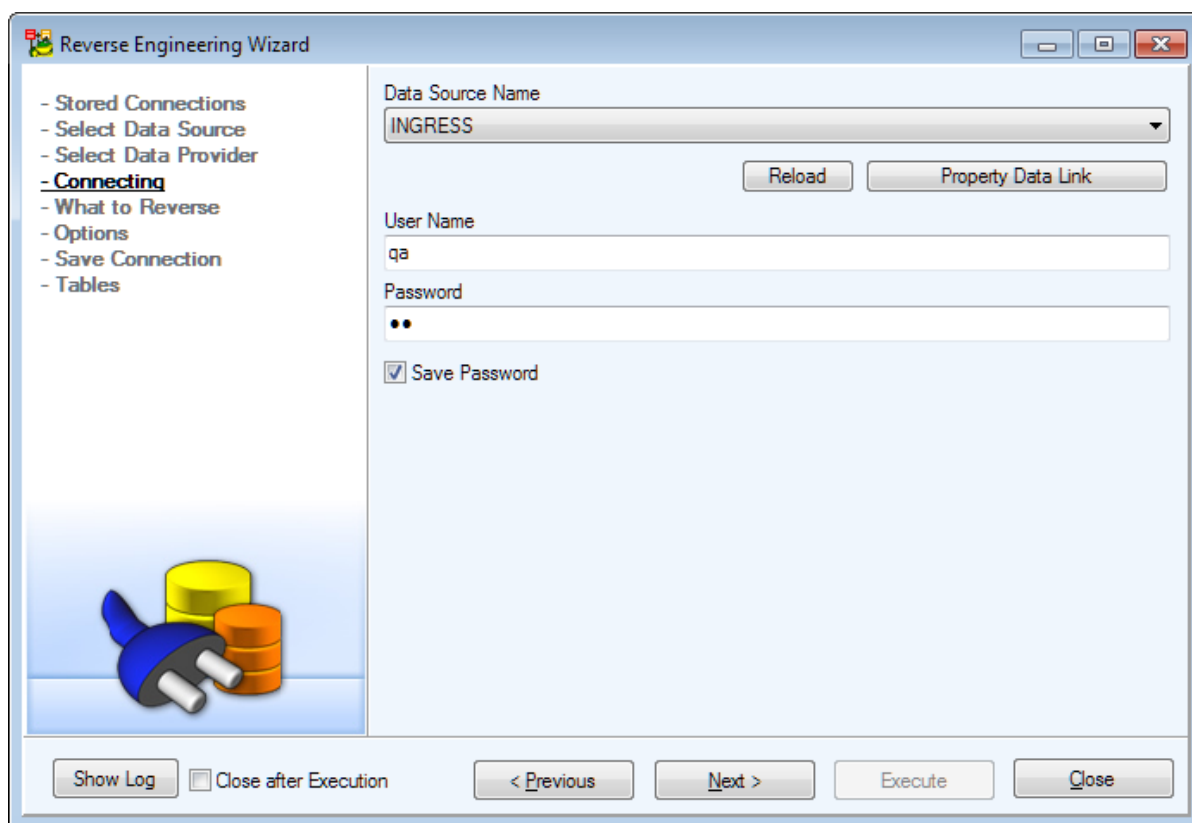 Reverse Engineering Wizard
- Stored Connections
- Select Data Source
- Select Data Provider
- Connecting
- What to Reverse
- Options
- Save Connection
- Tables
Data Source Name
INGRESS
Reload
Property Data Link
User Name
qa
Password
••
Save Password
Show Log
Close after Execution
< Previous
Next >
Execute
Close